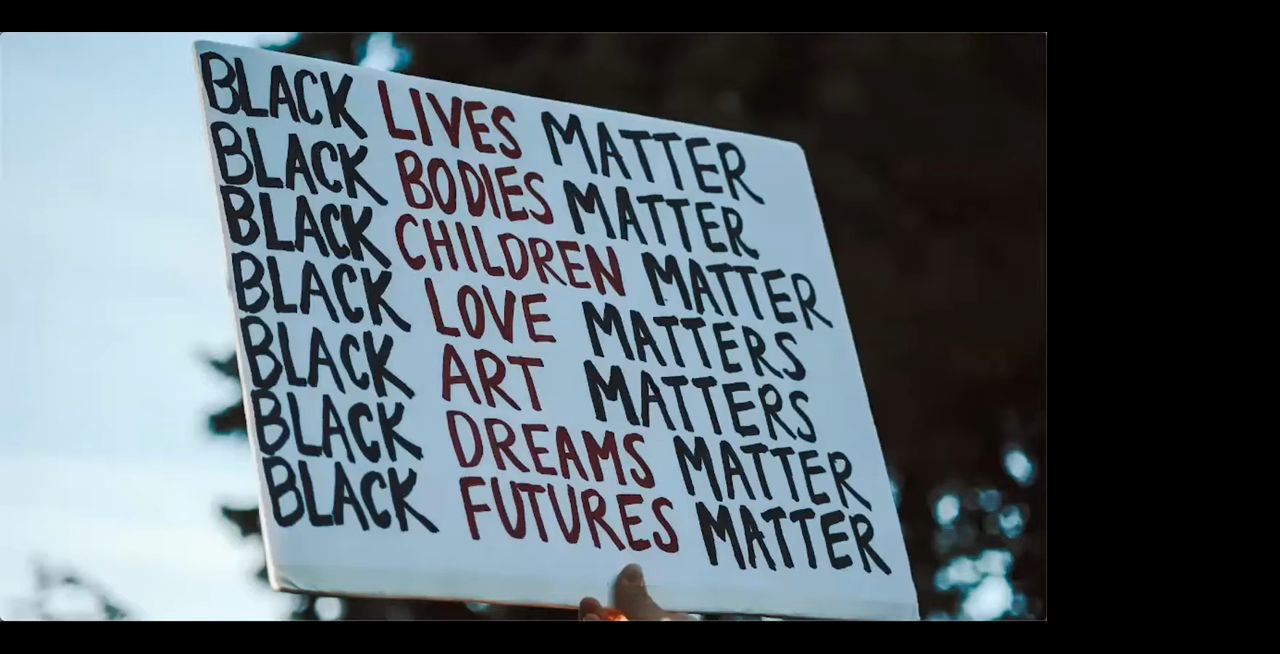 BLACK LIVES MATTER
BLACK BODIES MATTER
BLACK CHILDREN MATTER
BLACK LOVE MATTERS
BLACK ART MATTERS
BLACK DREAMS MATTER
BLACK FUTURES MATTER